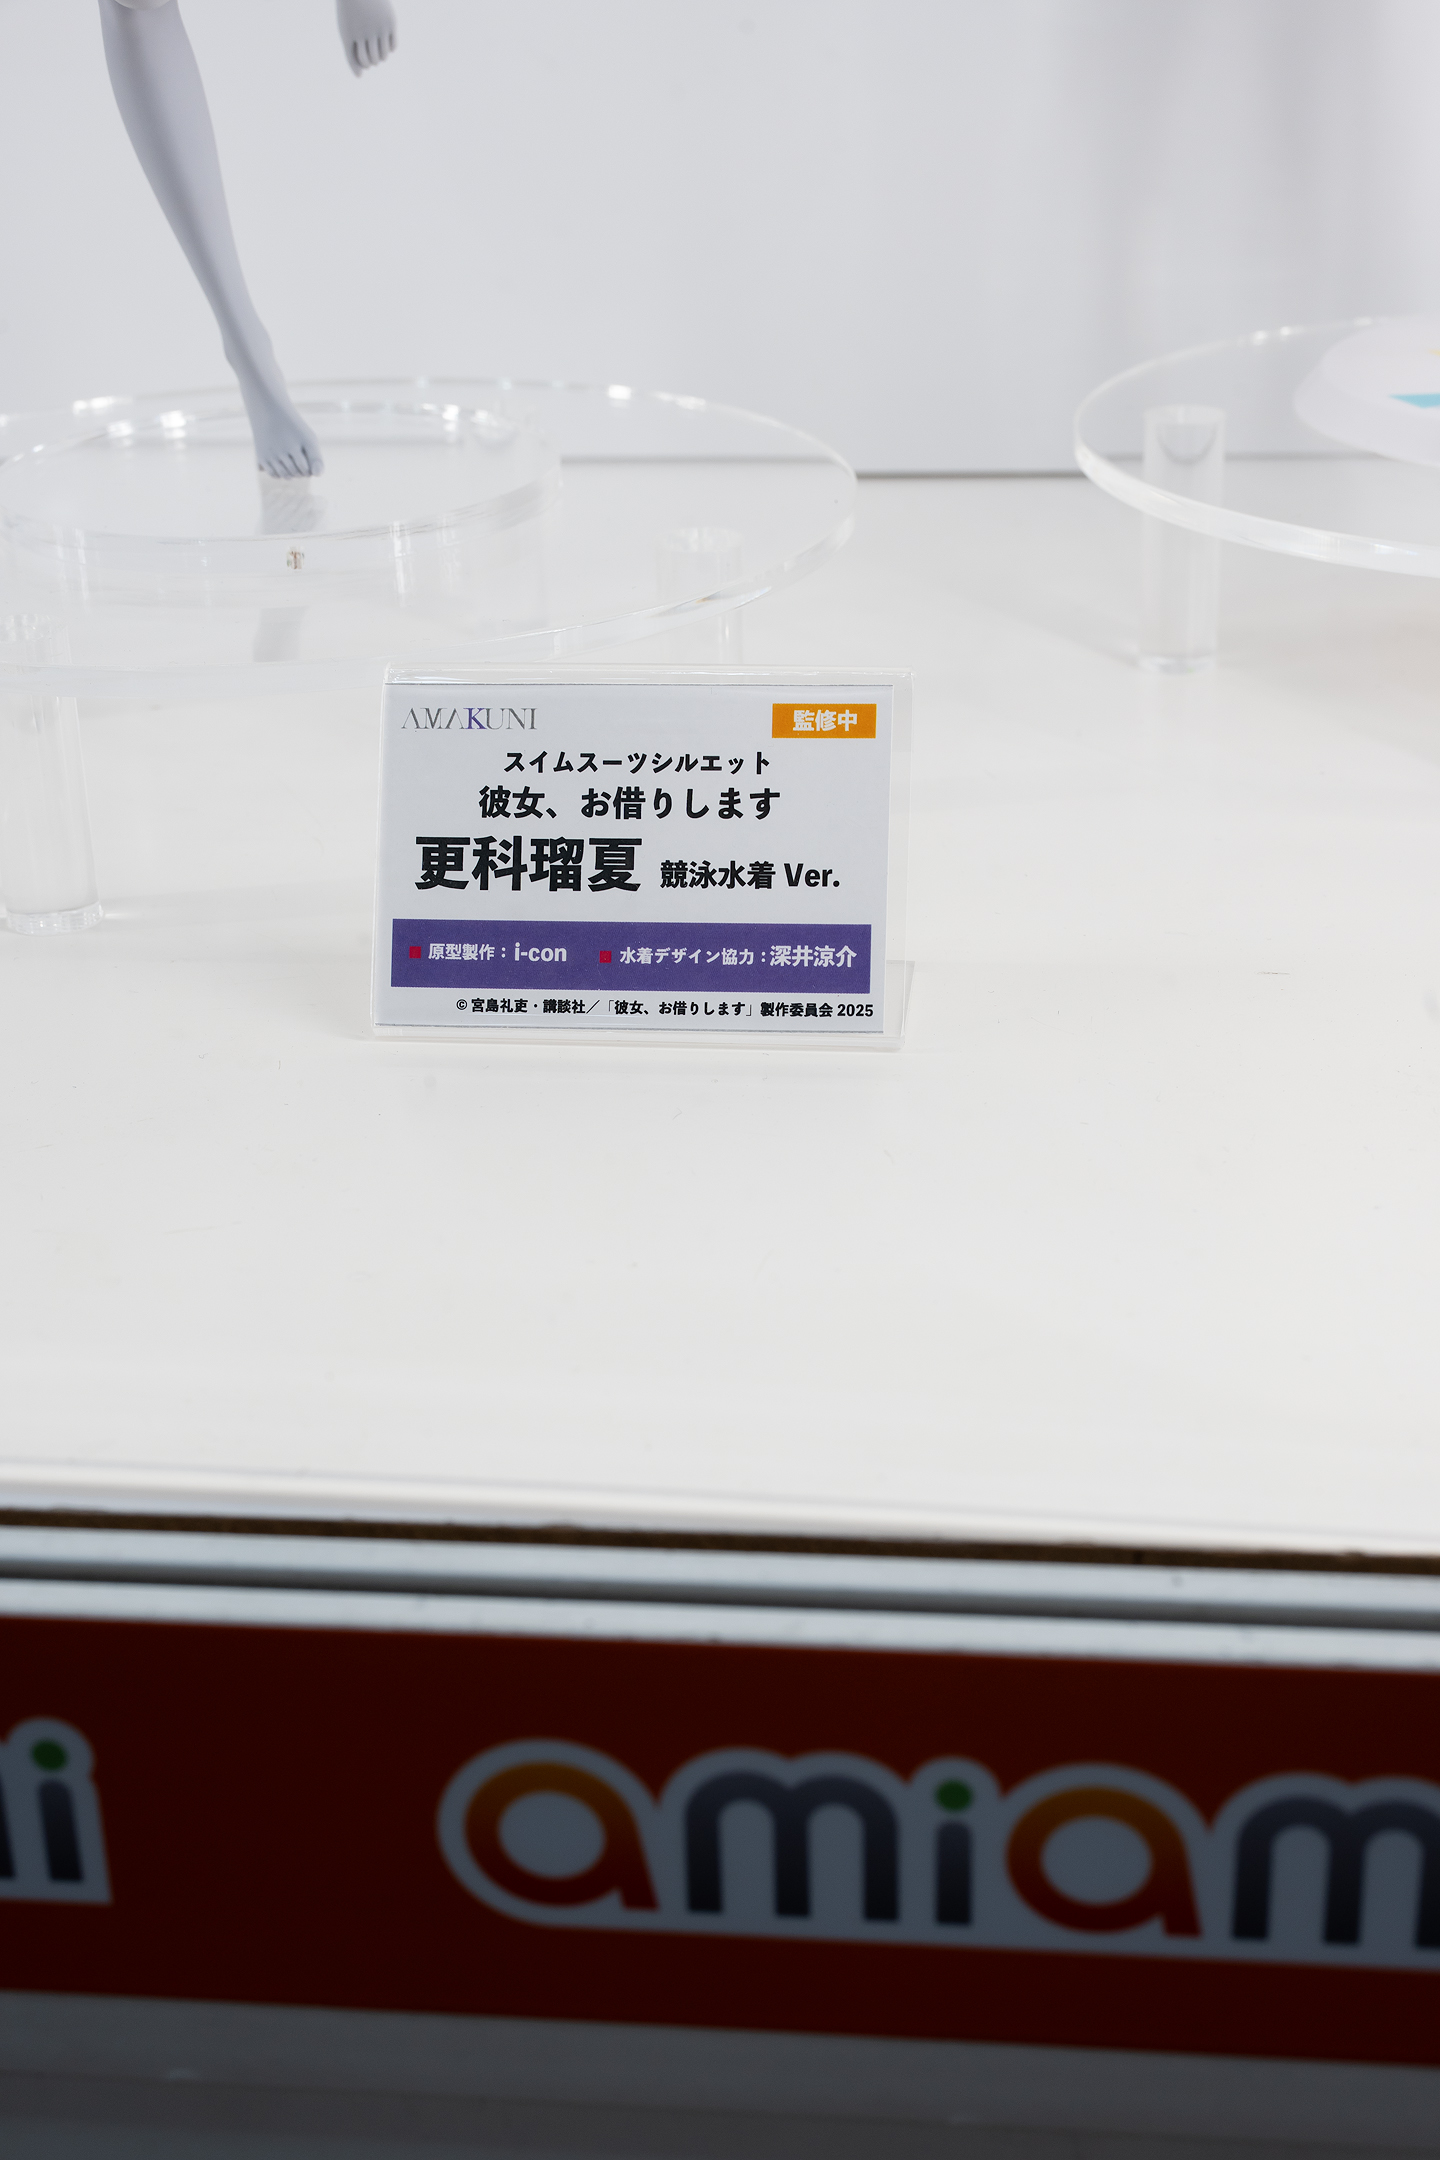 AMAKUNI
監修中
スイムスーツシルエット
彼女、お借りします
更科瑠夏 競泳水着 Ver.
■ 原型製作：i-con ■ 水着デザイン協力：深井涼介
© 宮島礼吏・講談社／「彼女、お借りします」製作委員会 2025
mi amiam